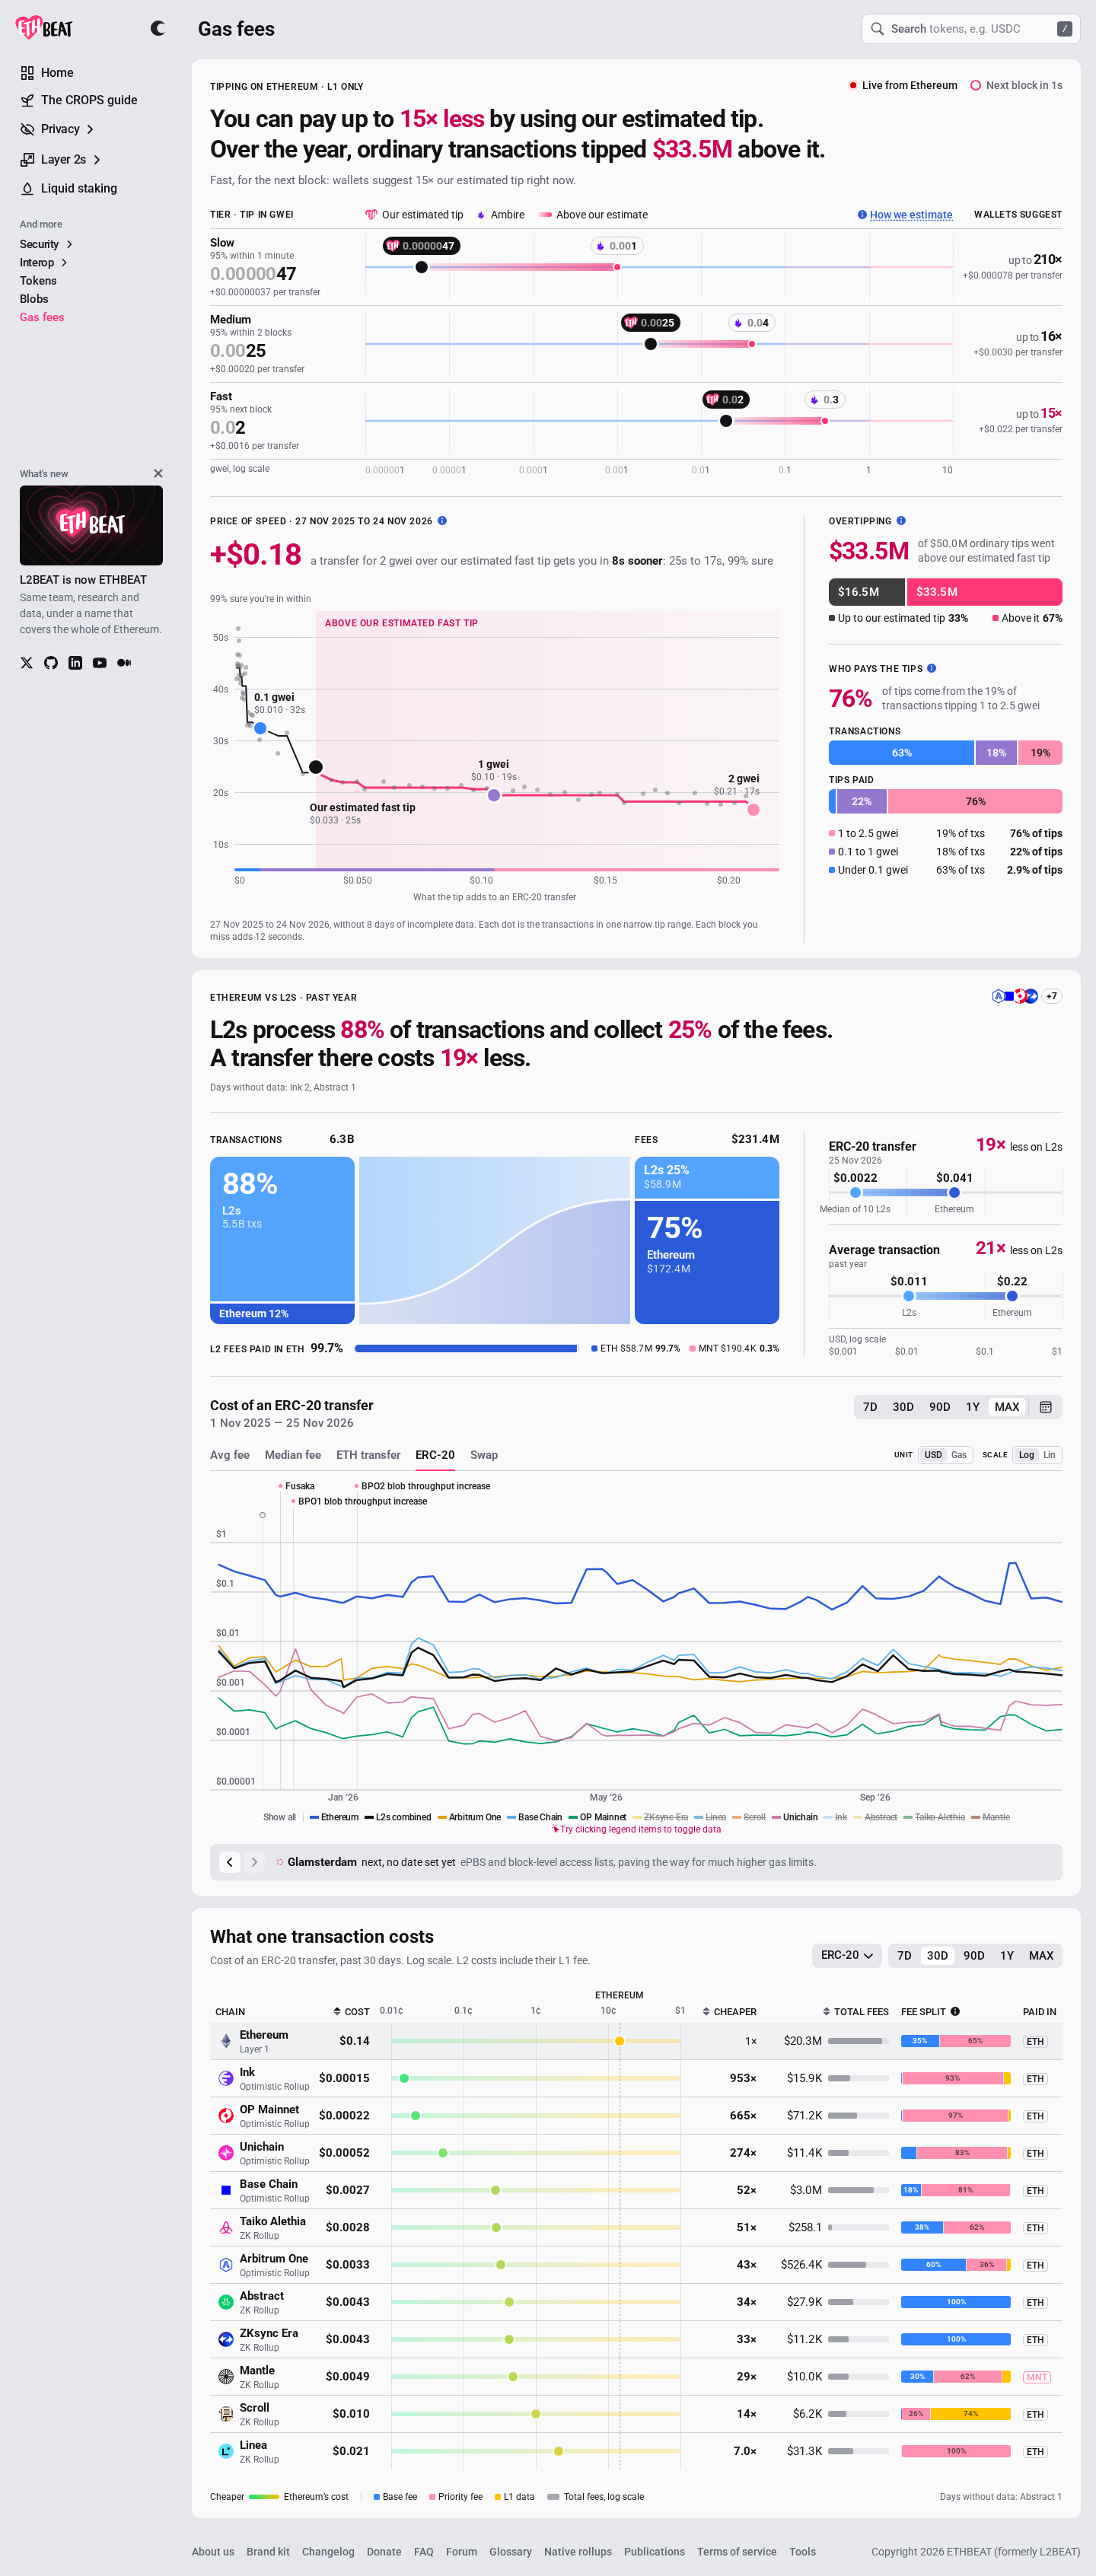 ETH BEAT
Gas fees
Search tokens, e.g. USDC
/
Home
The CROPS guide
Privacy
Layer 2s
Liquid staking
And more
Security
Interop
Tokens
Blobs
Gas fees
What's new
ETH BEAT
L2BEAT is now ETHBEAT
Same team, research and
data, under a name that
covers the whole of Ethereum.
TIPPING ON ETHEREUM · L1 ONLY
Live from Ethereum
Next block in 1s
You can pay up to 15× less by using our estimated tip.
Over the year, ordinary transactions tipped $33.5M above it.
Fast, for the next block: wallets suggest 15× our estimated tip right now.
TIER · TIP IN GWEI
Our estimated tip
Ambire
Above our estimate
How we estimate
WALLETS SUGGEST
Slow
95% within 1 minute
0.0000047
+$0.00000037 per transfer
ETH 0.0000047
0.001
up to 210×
+$0.000078 per transfer
Medium
95% within 2 blocks
0.0025
+$0.00020 per transfer
ETH 0.0025
0.04
up to 16×
+$0.0030 per transfer
Fast
95% next block
0.02
+$0.0016 per transfer
ETH 0.02
0.3
up to 15×
+$0.022 per transfer
gwei, log scale
0.000001
0.00001
0.0001
0.001
0.01
0.1
1
10
PRICE OF SPEED · 27 NOV 2025 TO 24 NOV 2026
+$0.18 a transfer for 2 gwei over our estimated fast tip gets you in 8s sooner: 25s to 17s, 99% sure
99% sure you're in within
ABOVE OUR ESTIMATED FAST TIP
50s
40s
30s
20s
10s
0.1 gwei
$0.010 · 32s
Our estimated fast tip
$0.033 · 25s
1 gwei
$0.10 · 19s
2 gwei
$0.21 · 17s
$0
$0.050
$0.10
$0.15
$0.20
What the tip adds to an ERC-20 transfer
27 Nov 2025 to 24 Nov 2026, without 8 days of incomplete data. Each dot is the transactions in one narrow tip range. Each block you
miss adds 12 seconds.
OVERTIPPING
$33.5M of $50.0M ordinary tips went
above our estimated fast tip
$16.5M
$33.5M
Up to our estimated tip 33%
Above it 67%
WHO PAYS THE TIPS
76% of tips come from the 19% of
transactions tipping 1 to 2.5 gwei
TRANSACTIONS
63%
18%
19%
TIPS PAID
22%
76%
1 to 2.5 gwei 19% of txs 76% of tips
0.1 to 1 gwei 18% of txs 22% of tips
Under 0.1 gwei 63% of txs 2.9% of tips
ETHEREUM VS L2S · PAST YEAR
+7
L2s process 88% of transactions and collect 25% of the fees.
A transfer there costs 19× less.
Days without data: Ink 2, Abstract 1
TRANSACTIONS 6.3B
FEES $231.4M
88%
L2s
5.5B txs
Ethereum 12%
L2s 25%
$58.9M
75%
Ethereum
$172.4M
L2 FEES PAID IN ETH 99.7%
ETH $58.7M 99.7%
MNT $190.4K 0.3%
ERC-20 transfer
25 Nov 2026
19× less on L2s
$0.0022
$0.041
Median of 10 L2s
Ethereum
Average transaction
past year
21× less on L2s
$0.011
$0.22
L2s
Ethereum
USD, log scale
$0.001
$0.01
$0.1
$1
Cost of an ERC-20 transfer
1 Nov 2025 — 25 Nov 2026
7D 30D 90D 1Y MAX
Avg fee Median fee ETH transfer ERC-20 Swap
UNIT USD Gas SCALE Log Lin
Fusaka
BPO2 blob throughput increase
BPO1 blob throughput increase
$1
$0.1
$0.01
$0.001
$0.0001
$0.00001
Jan '26
May '26
Sep '26
Show all Ethereum L2s combined Arbitrum One Base Chain OP Mainnet ZKsync Era Linea Scroll Unichain Ink Abstract Taiko Alethia Mantle
Try clicking legend items to toggle data
Glamsterdam next, no date set yet ePBS and block-level access lists, paving the way for much higher gas limits.
What one transaction costs
Cost of an ERC-20 transfer, past 30 days. Log scale. L2 costs include their L1 fee.
ERC-20
7D 30D 90D 1Y MAX
ETHEREUM
CHAIN COST 0.01¢ 0.1¢ 1¢ 10¢ $1 CHEAPER TOTAL FEES FEE SPLIT PAID IN
Ethereum
Layer 1
$0.14 1× $20.3M 35% 65% ETH
Ink
Optimistic Rollup
$0.00015 953× $15.9K 93% ETH
OP Mainnet
Optimistic Rollup
$0.00022 665× $71.2K 97% ETH
Unichain
Optimistic Rollup
$0.00052 274× $11.4K 83% ETH
Base Chain
Optimistic Rollup
$0.0027 52× $3.0M 18% 81% ETH
Taiko Alethia
ZK Rollup
$0.0028 51× $258.1 38% 62% ETH
Arbitrum One
Optimistic Rollup
$0.0033 43× $526.4K 60% 36% ETH
Abstract
ZK Rollup
$0.0043 34× $27.9K 100% ETH
ZKsync Era
ZK Rollup
$0.0043 33× $11.2K 100% ETH
Mantle
ZK Rollup
$0.0049 29× $10.0K 30% 62% MNT
Scroll
ZK Rollup
$0.010 14× $6.2K 26% 74% ETH
Linea
ZK Rollup
$0.021 7.0× $31.3K 100% ETH
Cheaper Ethereum's cost Base fee Priority fee L1 data Total fees, log scale
Days without data: Abstract 1
About us Brand kit Changelog Donate FAQ Forum Glossary Native rollups Publications Terms of service Tools
Copyright 2026 ETHBEAT (formerly L2BEAT)